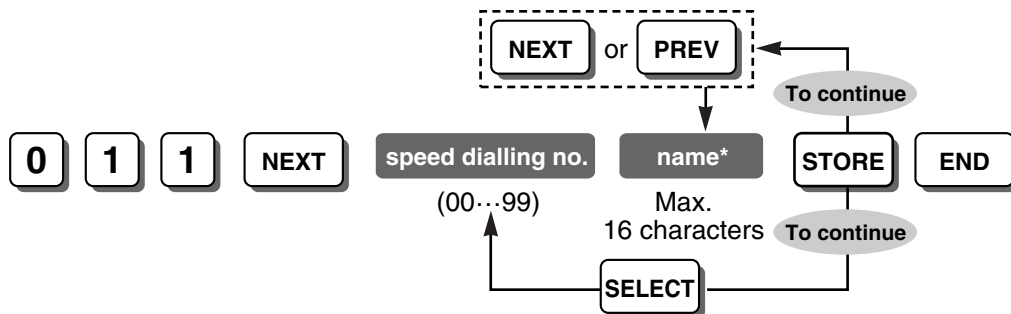 NEXT or PREV
To continue
0 1 1 NEXT speed dialling no. name* STORE END
(00···99) Max.
16 characters
To continue
SELECT